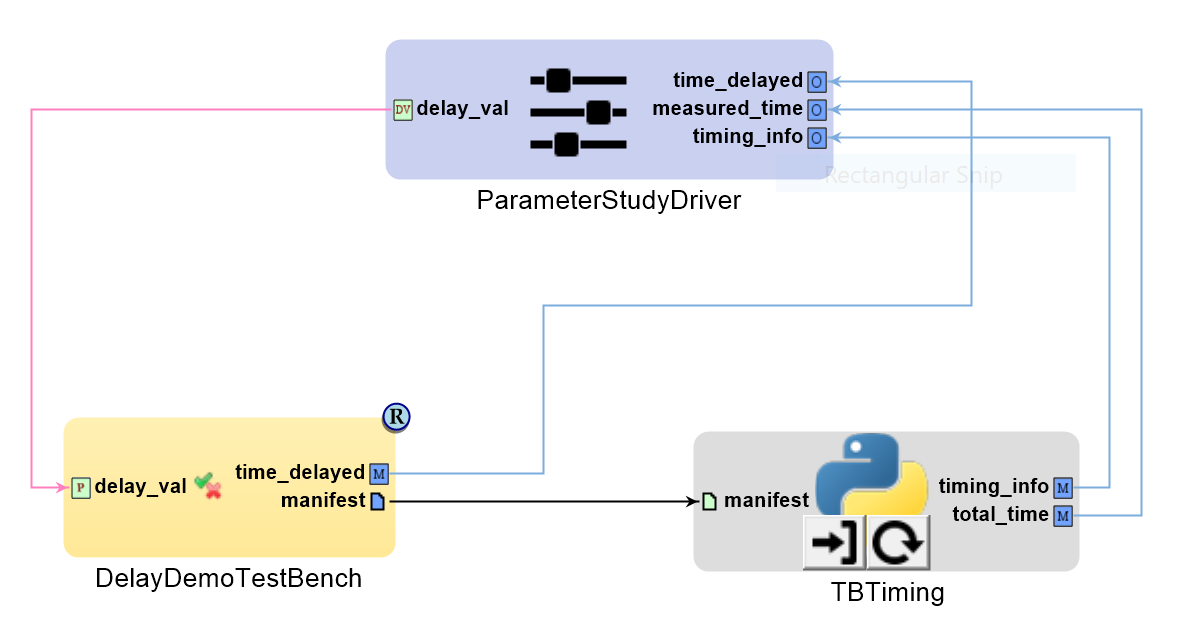 time_delayed O
DV delay_val
measured_time O
timing_info O
Rectangular Snip
ParameterStudyDriver
R
time_delayed M
P delay_val
manifest
DelayDemoTestBench
timing_info M
manifest
total_time M
TBTiming